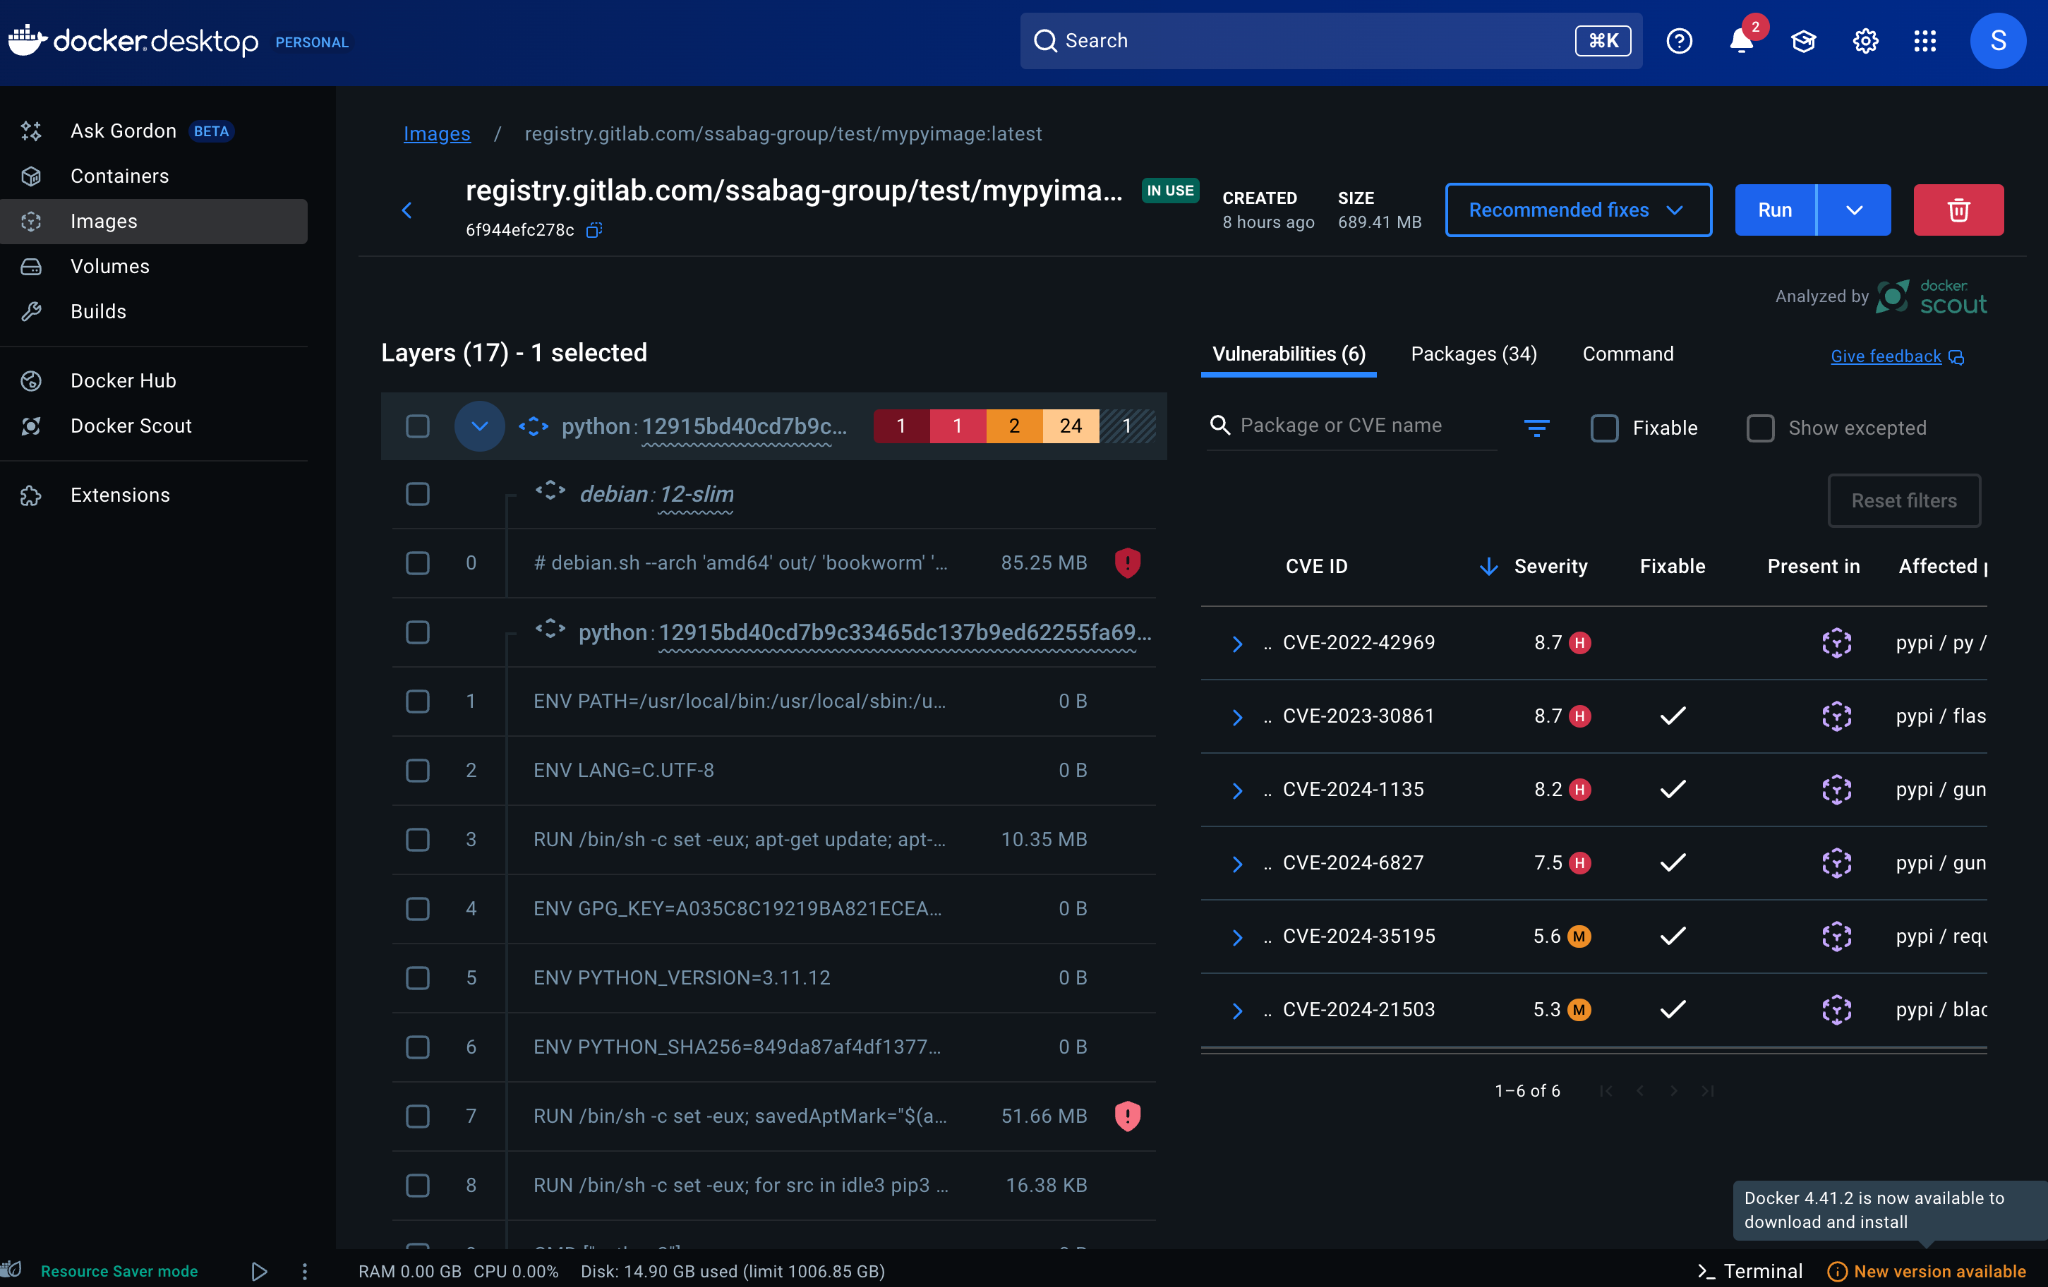 docker.desktop PERSONAL
Search ⌘K
2
S
Ask Gordon BETA
Containers
Images
Volumes
Builds
Docker Hub
Docker Scout
Extensions
Images / registry.gitlab.com/ssabag-group/test/mypyimage:latest
registry.gitlab.com/ssabag-group/test/mypyima... IN USE
6f944efc278c
CREATED
8 hours ago
SIZE
689.41 MB
Recommended fixes
Run
Analyzed by docker scout
Layers (17) - 1 selected
python:12915bd40cd7b9c... 1 1 2 24 1
debian:12-slim
0 # debian.sh --arch 'amd64' out/ 'bookworm' '... 85.25 MB
python:12915bd40cd7b9c33465dc137b9ed62255fa69...
1 ENV PATH=/usr/local/bin:/usr/local/sbin:/u... 0 B
2 ENV LANG=C.UTF-8 0 B
3 RUN /bin/sh -c set -eux; apt-get update; apt-... 10.35 MB
4 ENV GPG_KEY=A035C8C19219BA821ECEA... 0 B
5 ENV PYTHON_VERSION=3.11.12 0 B
6 ENV PYTHON_SHA256=849da87af4df1377... 0 B
7 RUN /bin/sh -c set -eux; savedAptMark="$(a... 51.66 MB
8 RUN /bin/sh -c set -eux; for src in idle3 pip3 ... 16.38 KB
Vulnerabilities (6) Packages (34) Command Give feedback
Package or CVE name Fixable Show excepted
Reset filters
CVE ID Severity Fixable Present in Affected p
.. CVE-2022-42969 8.7 H pypi / py /
.. CVE-2023-30861 8.7 H pypi / flas
.. CVE-2024-1135 8.2 H pypi / gun
.. CVE-2024-6827 7.5 H pypi / gun
.. CVE-2024-35195 5.6 M pypi / requ
.. CVE-2024-21503 5.3 M pypi / blac
1–6 of 6
Docker 4.41.2 is now available to
download and install
Resource Saver mode
RAM 0.00 GB CPU 0.00% Disk: 14.90 GB used (limit 1006.85 GB)
Terminal
New version available